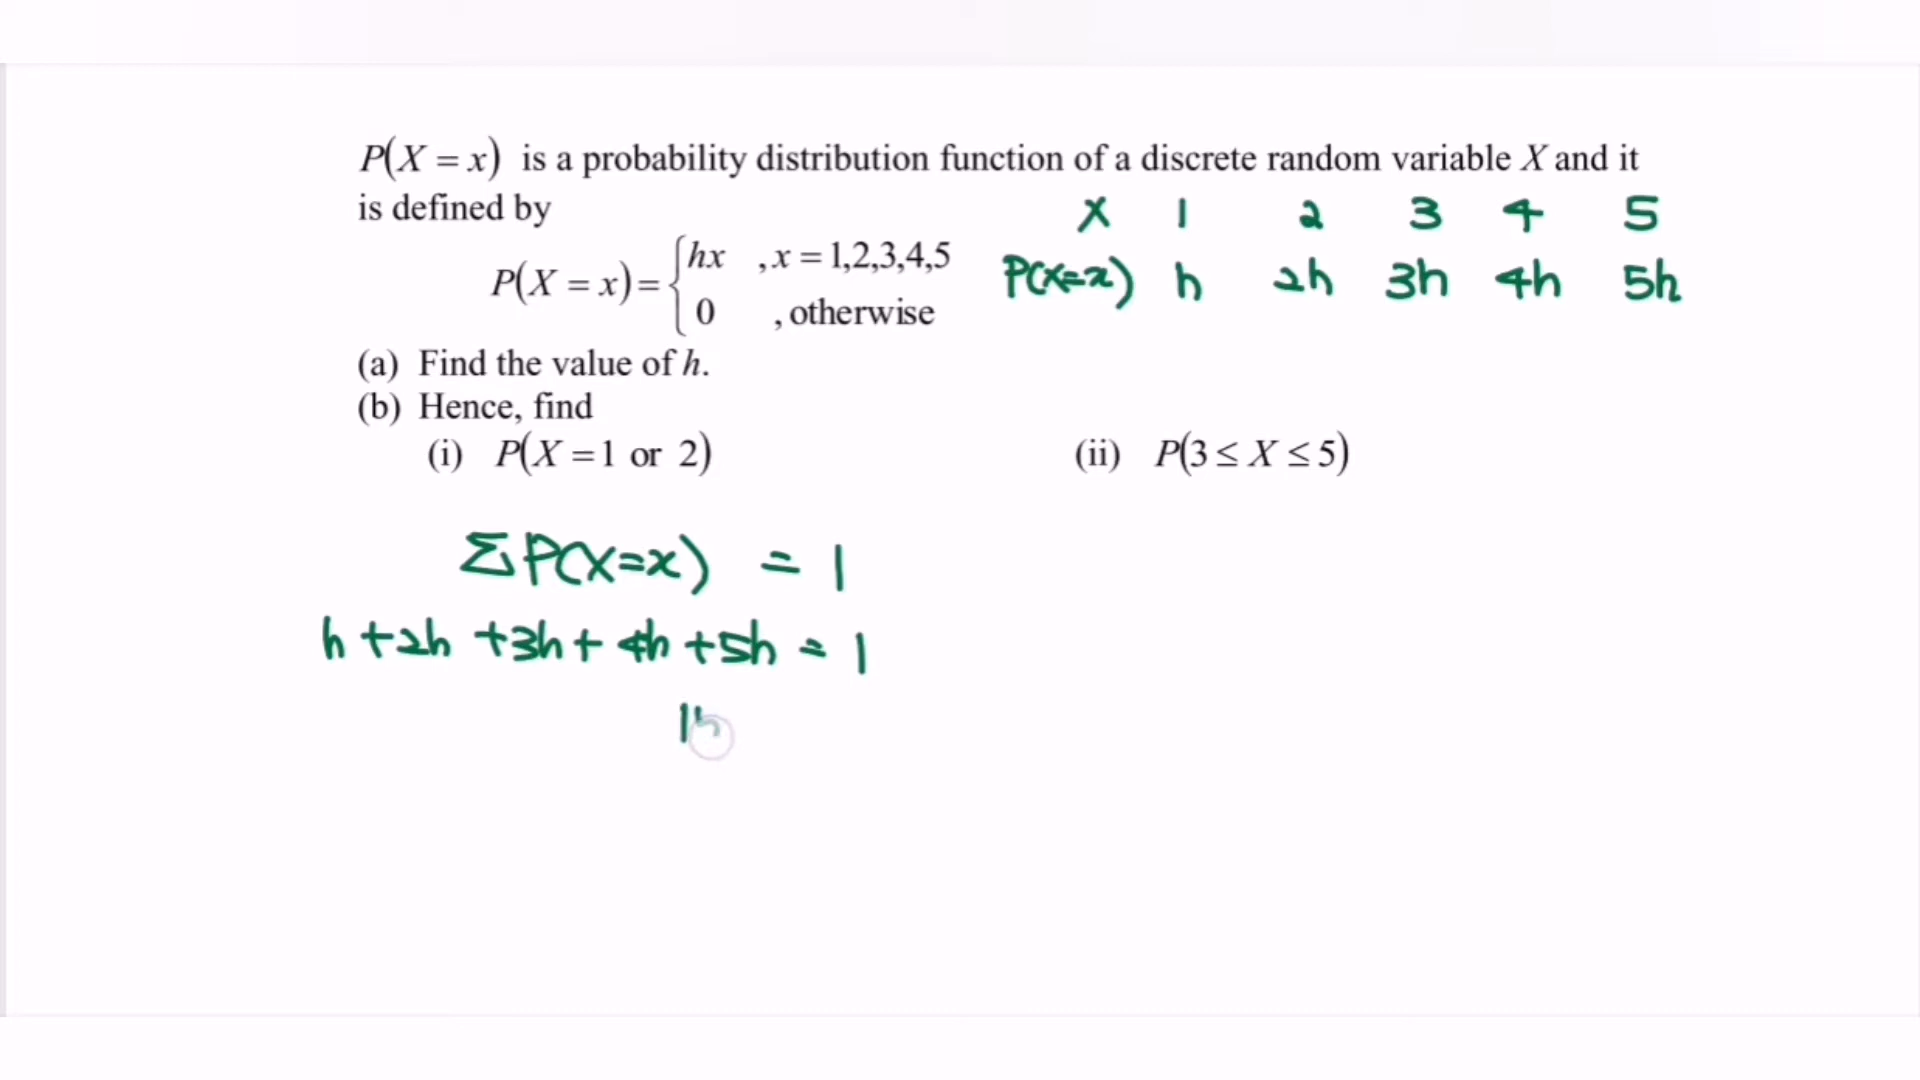 P(X = x) is a probability distribution function of a discrete random variable X and it
is defined by
P(X = x) = { hx , x = 1,2,3,4,5
0 , otherwise
X 1 2 3 4 5
P(X=x) h 2h 3h 4h 5h
(a) Find the value of h.
(b) Hence, find
(i) P(X = 1 or 2) (ii) P(3 ≤ X ≤ 5)
ΣP(X=x) = 1
h + 2h + 3h + 4h + 5h = 1